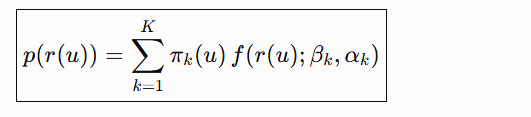 p(r(u)) = \sum_{k=1}^{K} \pi_k(u) f(r(u); \beta_k, \alpha_k)